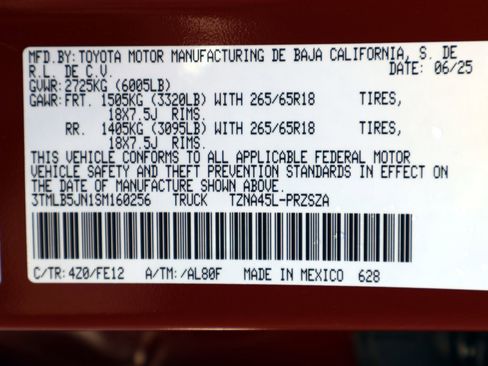 MFD.BY: TOYOTA MOTOR MANUFACTURING DE BAJA CALIFORNIA, S. DE
R.L. DE C.V. DATE: 06/25
GVWR: 2725KG (6005LB)
GAWR: FRT. 1505KG (3320LB) WITH 265/65R18 TIRES,
18X7.5J RIMS.
RR. 1405KG (3095LB) WITH 265/65R18 TIRES,
18X7.5J RIMS.
THIS VEHICLE CONFORMS TO ALL APPLICABLE FEDERAL MOTOR
VEHICLE SAFETY AND THEFT PREVENTION STANDARDS IN EFFECT ON
THE DATE OF MANUFACTURE SHOWN ABOVE.
3TMLB5JN1SM160256 TRUCK TZNA45L-PRZSZA
C/TR: 4Z0/FE12 A/TM: /AL80F MADE IN MEXICO 628